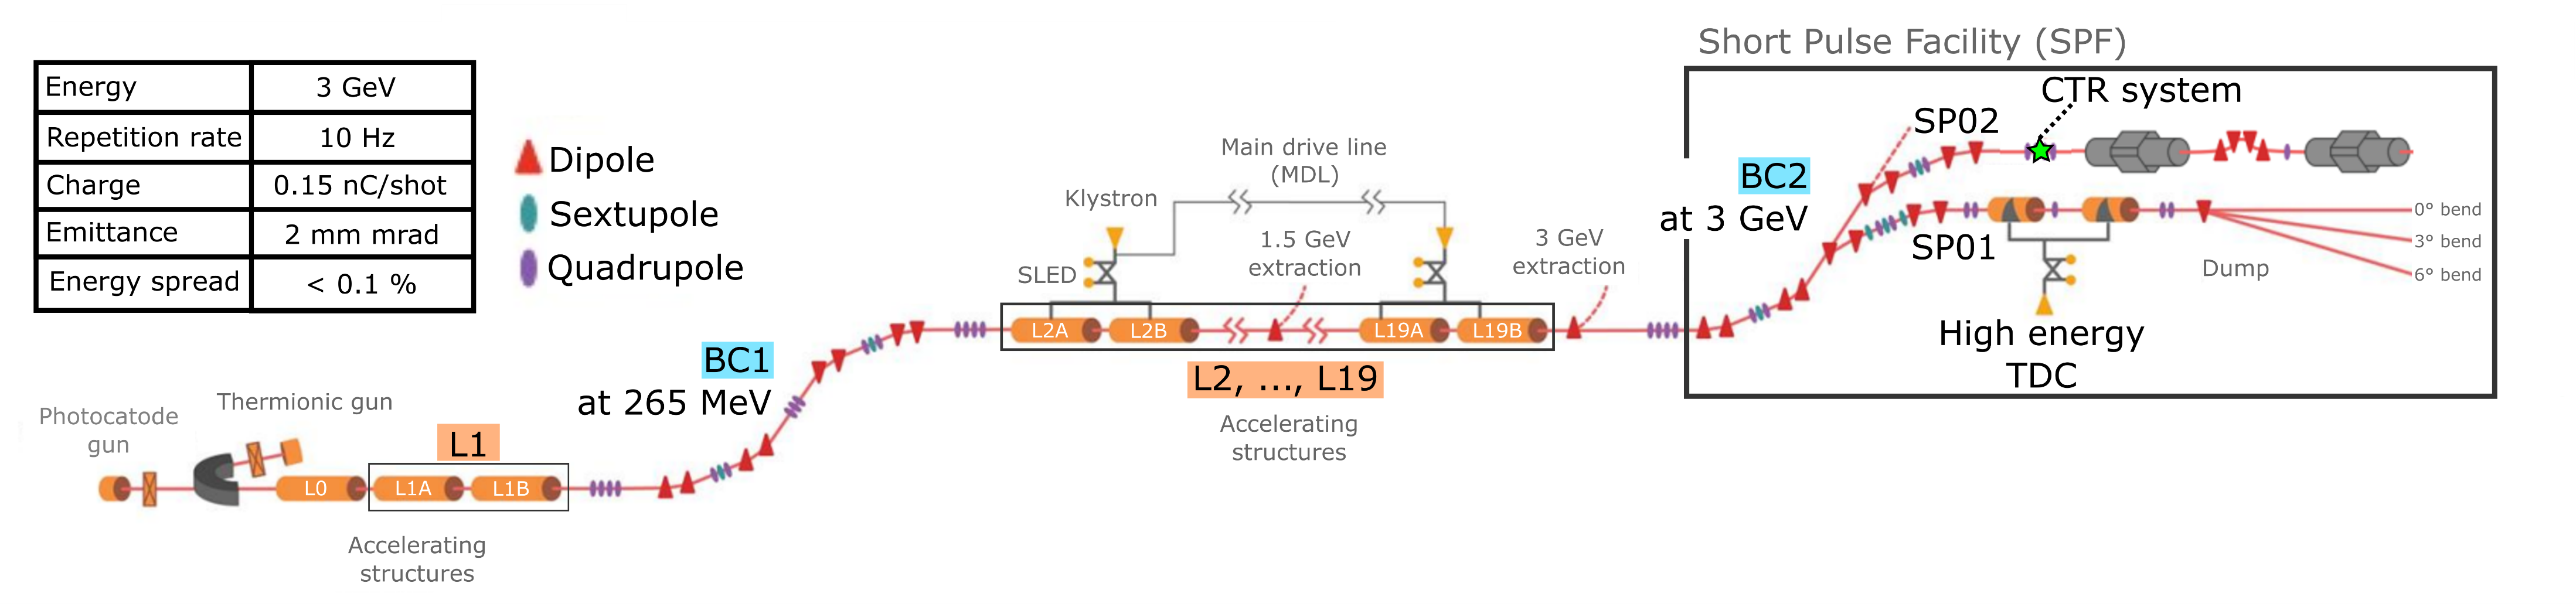 Short Pulse Facility (SPF)
Energy 3 GeV
Repetition rate 10 Hz
Charge 0.15 nC/shot
Emittance 2 mm mrad
Energy spread < 0.1 %
Dipole
Sextupole
Quadrupole
Photocatode
gun
Thermionic gun
L0
L1
L1A
L1B
Accelerating
structures
BC1
at 265 MeV
Main drive line
(MDL)
Klystron
SLED
1.5 GeV
extraction
3 GeV
extraction
L2A
L2B
L19A
L19B
L2, ..., L19
Accelerating
structures
BC2
at 3 GeV
SP02
CTR system
SP01
High energy
TDC
Dump
0° bend
3° bend
6° bend